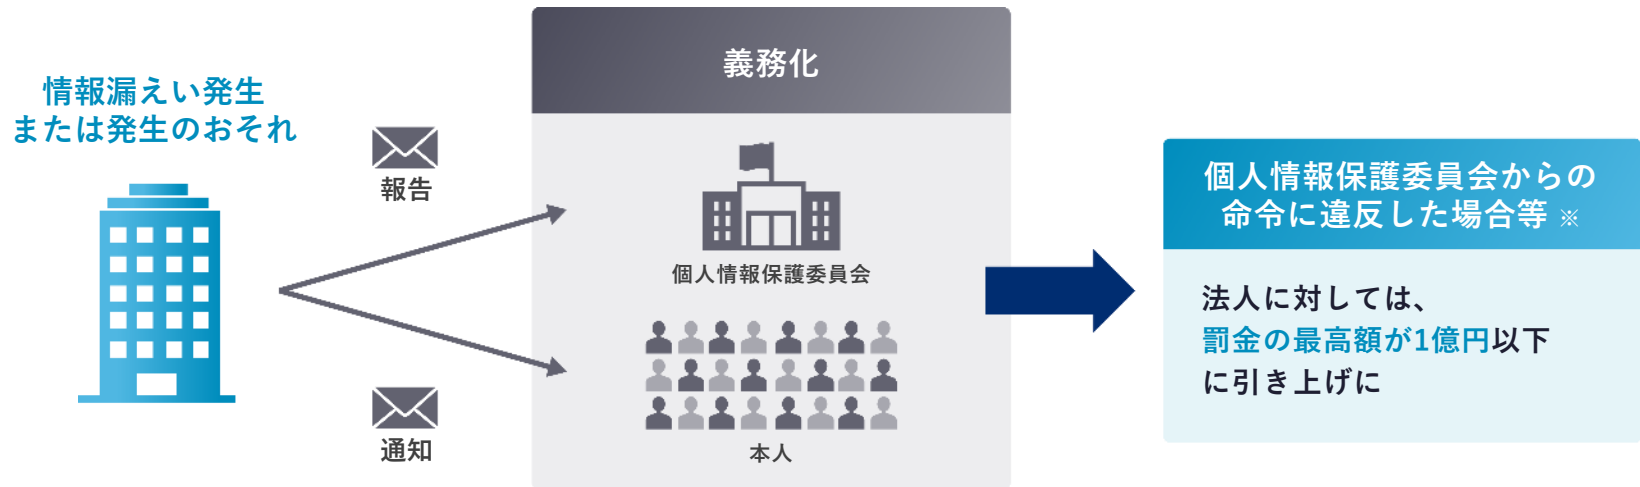 情報漏えい発生
または発生のおそれ
報告
通知
義務化
個人情報保護委員会
本人
個人情報保護委員会からの
命令に違反した場合等 ※
法人に対しては、
罰金の最高額が1億円以下
に引き上げに